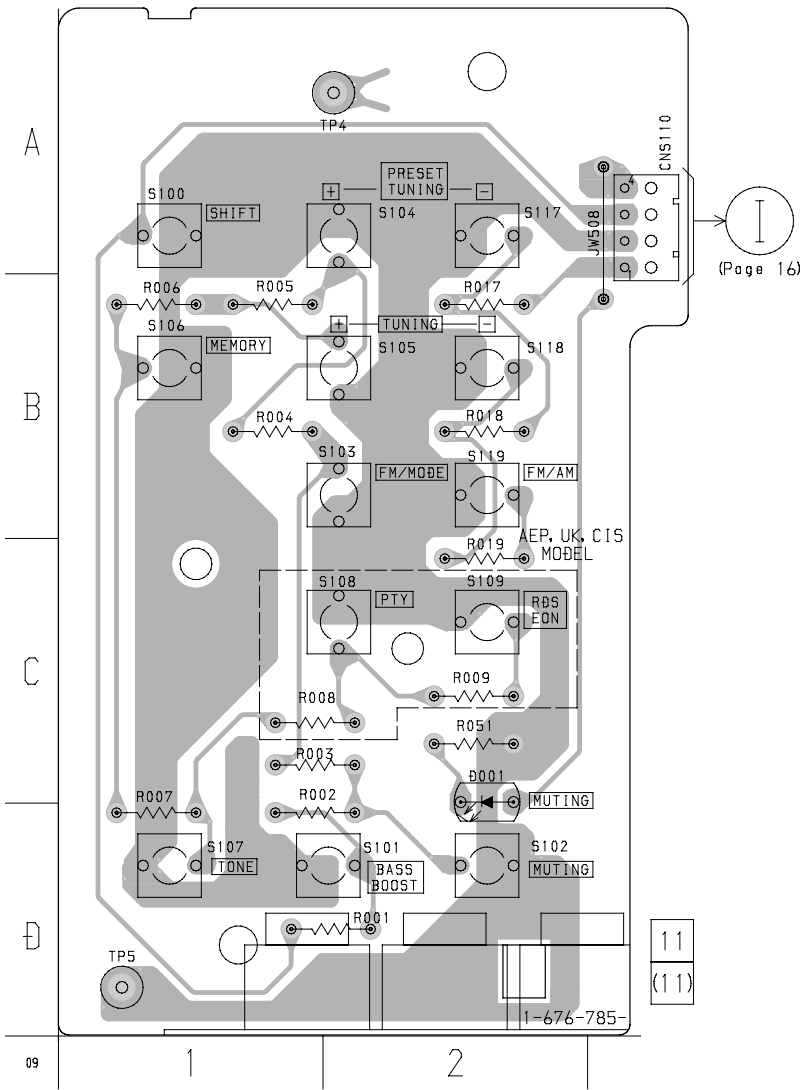 TP4
A
CNS110
PRESET
TUNING
+
-
4
S100
SHIFT
S104
S117
JW508
I
(Page 16)
1
R006
R005
R017
S106
MEMORY
+
TUNING
-
S105
S118
B
R004
R018
S103
FM/MODE
S119
FM/AM
AEP, UK, CIS
MODEL
R019
S108
PTY
S109
RDS
EON
C
R009
R008
R051
R003
D001
MUTING
R007
R002
S107
TONE
S101
BASS
BOOST
S102
MUTING
R001
D
TP5
11
(11)
1-676-785-
09
1
2